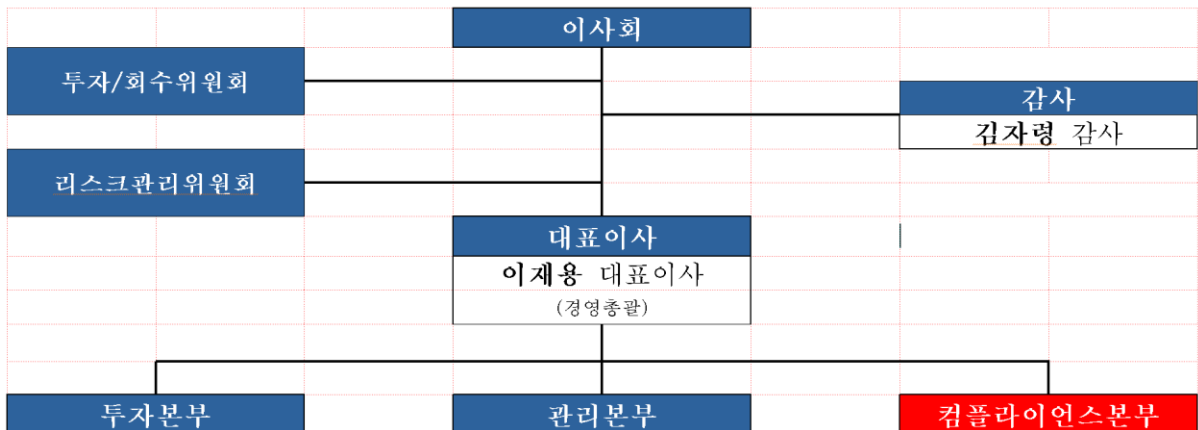 이사회
투자/회수위원회
감사
김자령 감사
리스크관리위원회
대표이사
이재용 대표이사
(경영총괄)
투자본부
관리본부
컴플라이언스본부